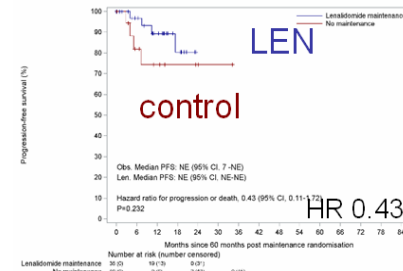 Lenalidomide maintenance
No maintenance
LEN
control
Progression-free survival (%)
100
90
80
70
60
50
40
30
20
10
0
Obs. Median PFS: NE (95% CI, 7 -NE)
Len. Median PFS: NE (95% CI, NE-NE)
Hazard ratio for progression or death, 0.43 (95% CI, 0.11-1.72)
P=0.232
HR 0.43
0 6 12 18 24 30 36 42 48 54 60 66 72 78 84
Months since 60 months post maintenance randomisation
Number at risk (number censored)
Lenalidomide maintenance
No maintenance